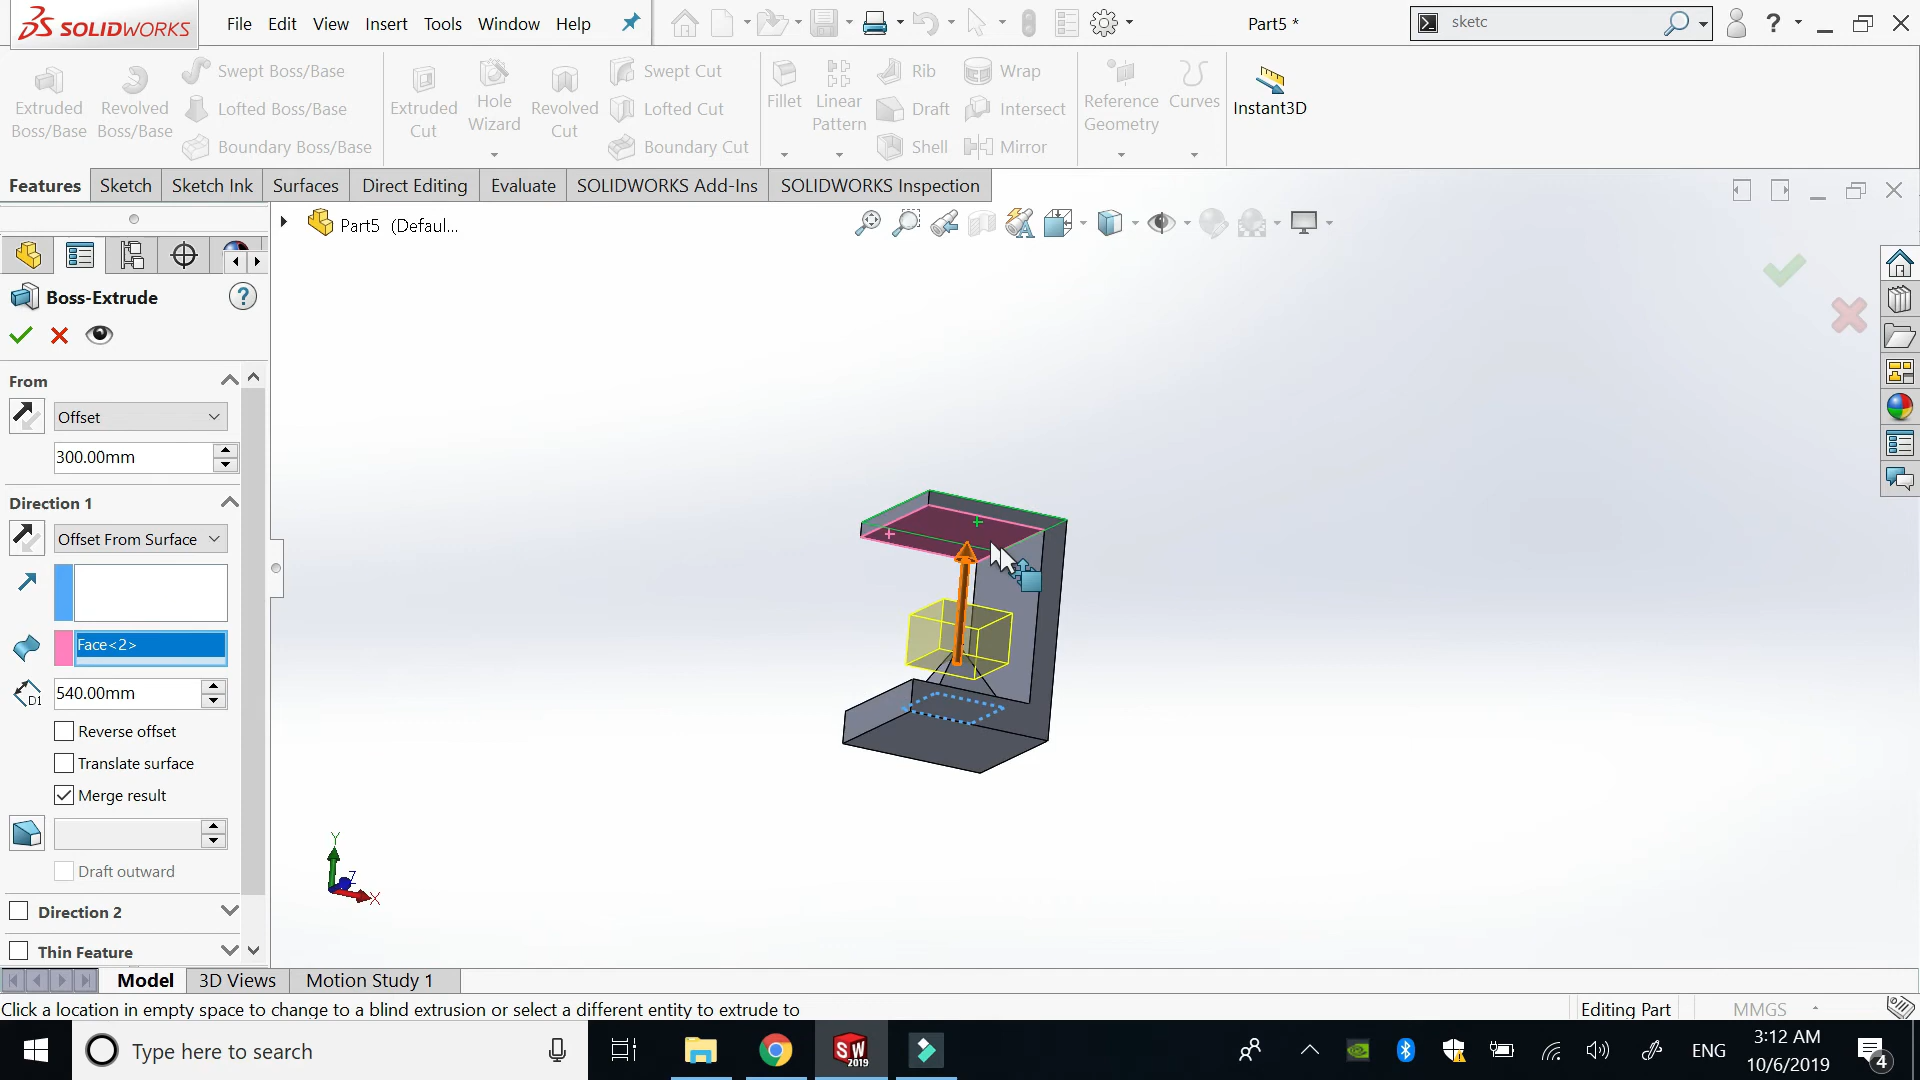 SOLIDWORKS File Edit View Insert Tools Window Help Part5 * sketc ?
Extruded Boss/Base
Revolved Boss/Base
Swept Boss/Base
Lofted Boss/Base
Boundary Boss/Base
Extruded Cut
Hole Wizard
Revolved Cut
Swept Cut
Lofted Cut
Boundary Cut
Fillet
Linear Pattern
Rib
Draft
Shell
Wrap
Intersect
Mirror
Reference Geometry
Curves
Instant3D
Features Sketch Sketch Ink Surfaces Direct Editing Evaluate SOLIDWORKS Add-Ins SOLIDWORKS Inspection
Part5 (Defaul...
Boss-Extrude ?
From
Offset
300.00mm
Direction 1
Offset From Surface
Face<2>
D1 540.00mm
Reverse offset
Translate surface
Merge result
Draft outward
Direction 2
Thin Feature
Y
Z
X
Model 3D Views Motion Study 1
Click a location in empty space to change to a blind extrusion or select a different entity to extrude to Editing Part MMGS
Type here to search SW 2019 ENG 3:12 AM 4
10/6/2019